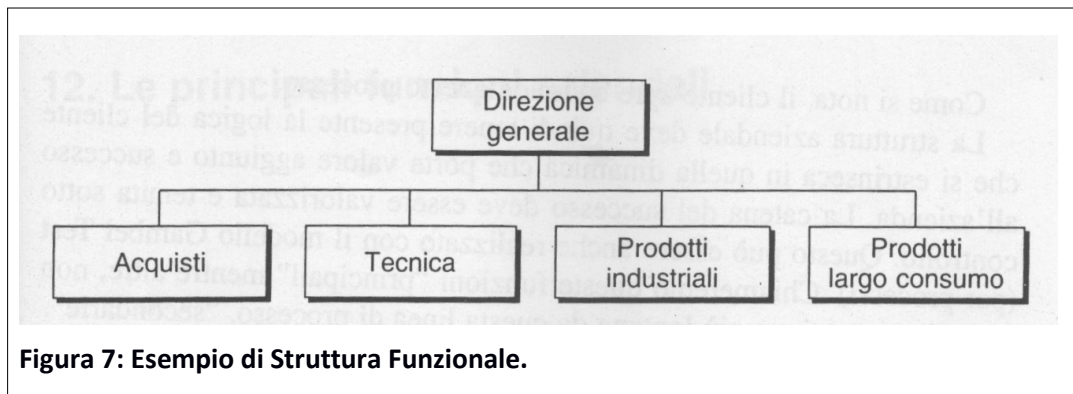 Direzione
generale
Acquisti
Tecnica
Prodotti
industriali
Prodotti
largo consumo
Figura 7: Esempio di Struttura Funzionale.